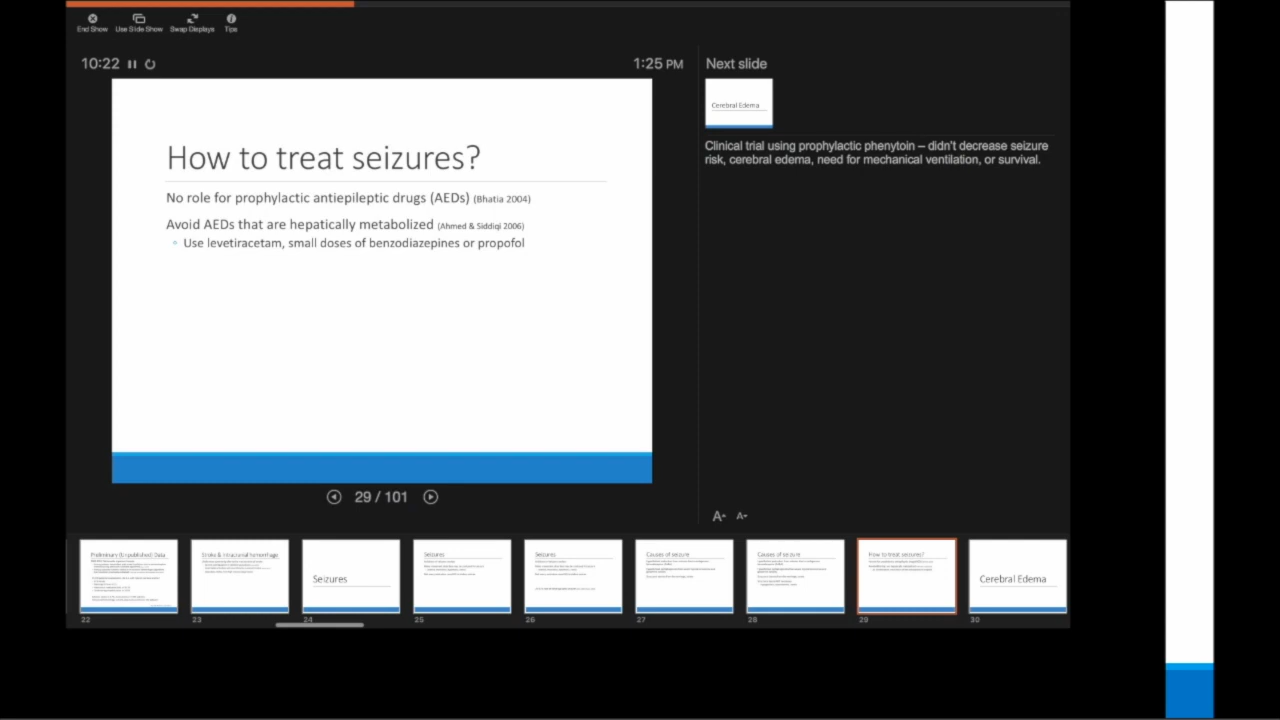 End Show
Use Slide Show
Swap Displays
Tips
10:22
1:25 PM
How to treat seizures?
No role for prophylactic antiepileptic drugs (AEDs) (Bhatia 2004)
Avoid AEDs that are hepatically metabolized (Ahmed & Siddiqi 2006)
Use levetiracetam, small doses of benzodiazepines or propofol
29 / 101
Next slide
Cerebral Edema
Clinical trial using prophylactic phenytoin – didn't decrease seizure
risk, cerebral edema, need for mechanical ventilation, or survival.
A
A
Preliminary (Unpublished) Data
Stroke & Intracranial hemorrhage
Seizures
Seizures
Seizures
Causes of seizure
Causes of seizure
How to treat seizures?
Cerebral Edema
22
23
24
25
26
27
28
29
30